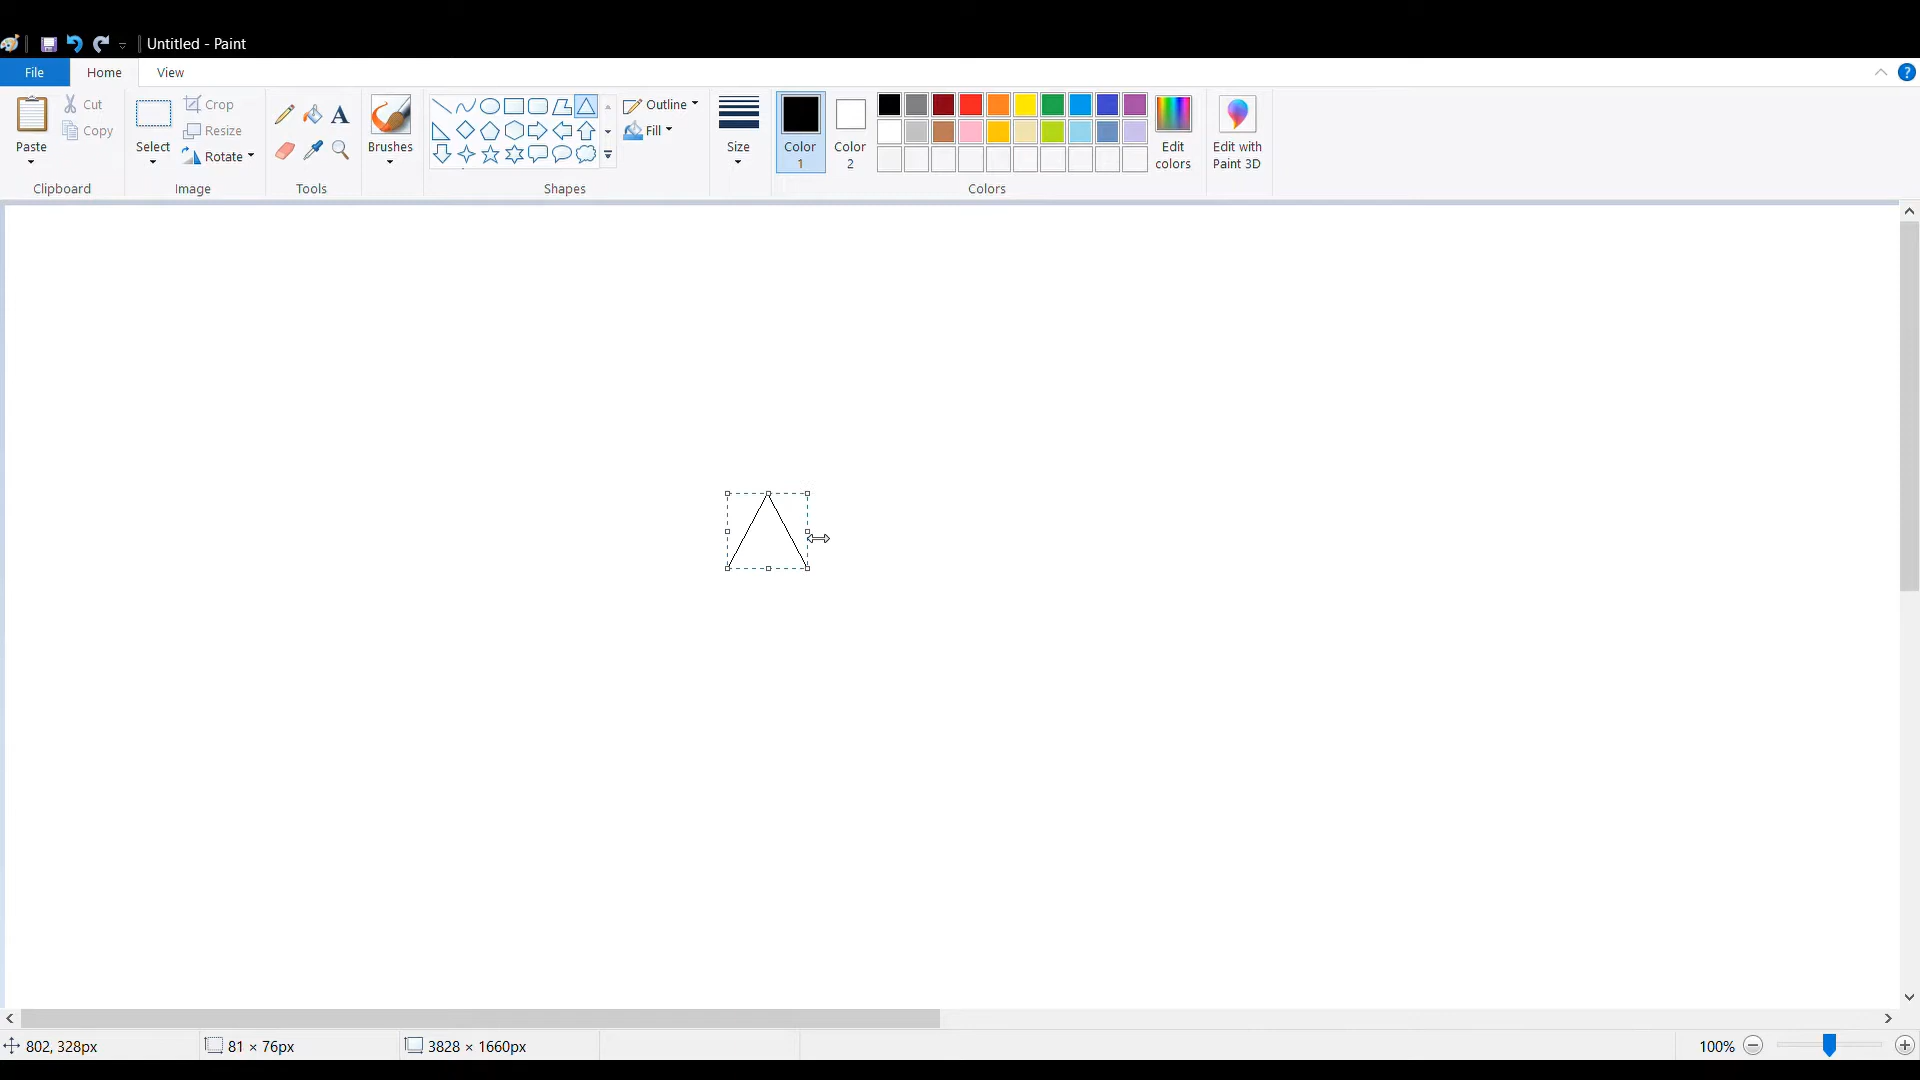 Untitled - Paint
File Home View
Paste
Cut
Copy
Clipboard
Select
Crop
Resize
Rotate
Image
A
Tools
Brushes
Outline
Fill
Shapes
Size
Color
1
Color
2
Colors
Edit
colors
Edit with
Paint 3D
?
802, 328px 81 × 76px 3828 × 1660px 100%